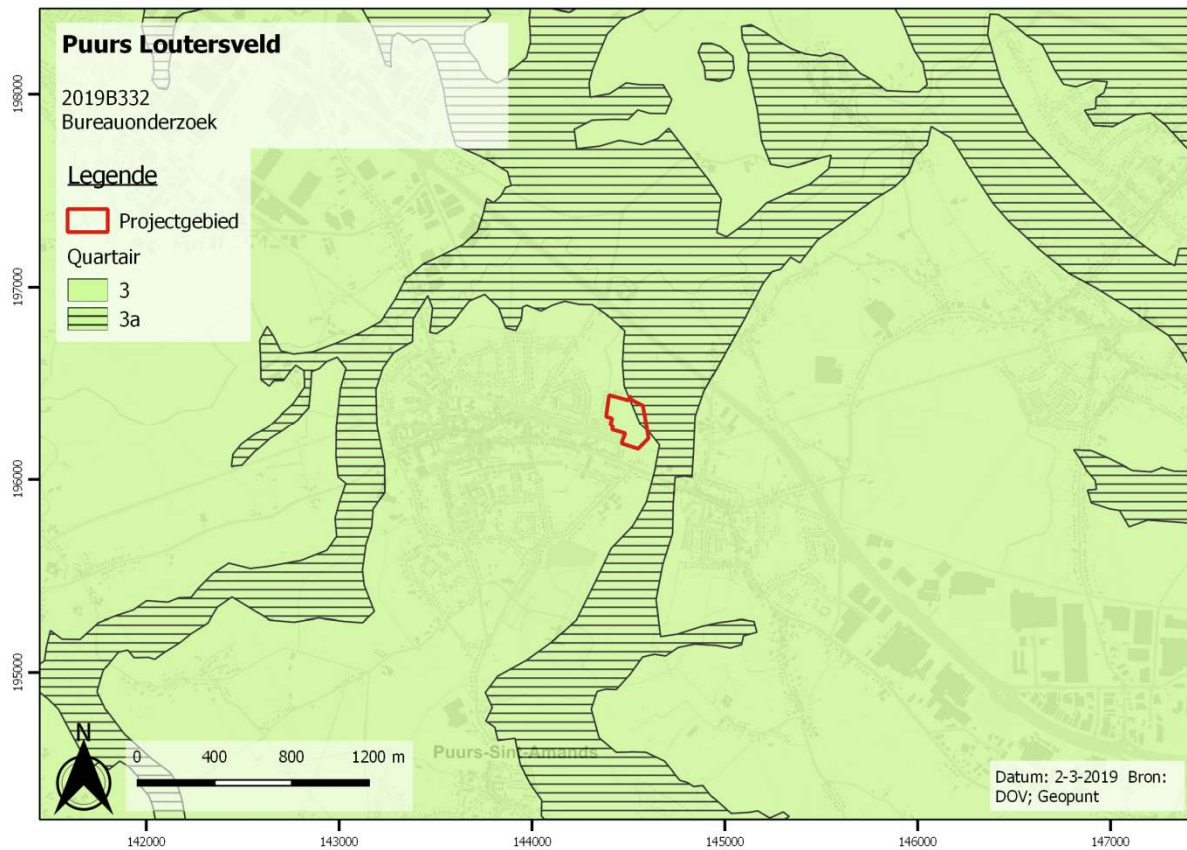 Puurs Loutersveld
2019B332
Bureauonderzoek
Legende
Projectgebied
Quartair
3
3a
198000
197000
196000
195000
N
0 400 800 1200 m
Puurs-Sint-Amands
Datum: 2-3-2019 Bron:
DOV; Geopunt
142000 143000 144000 145000 146000 147000